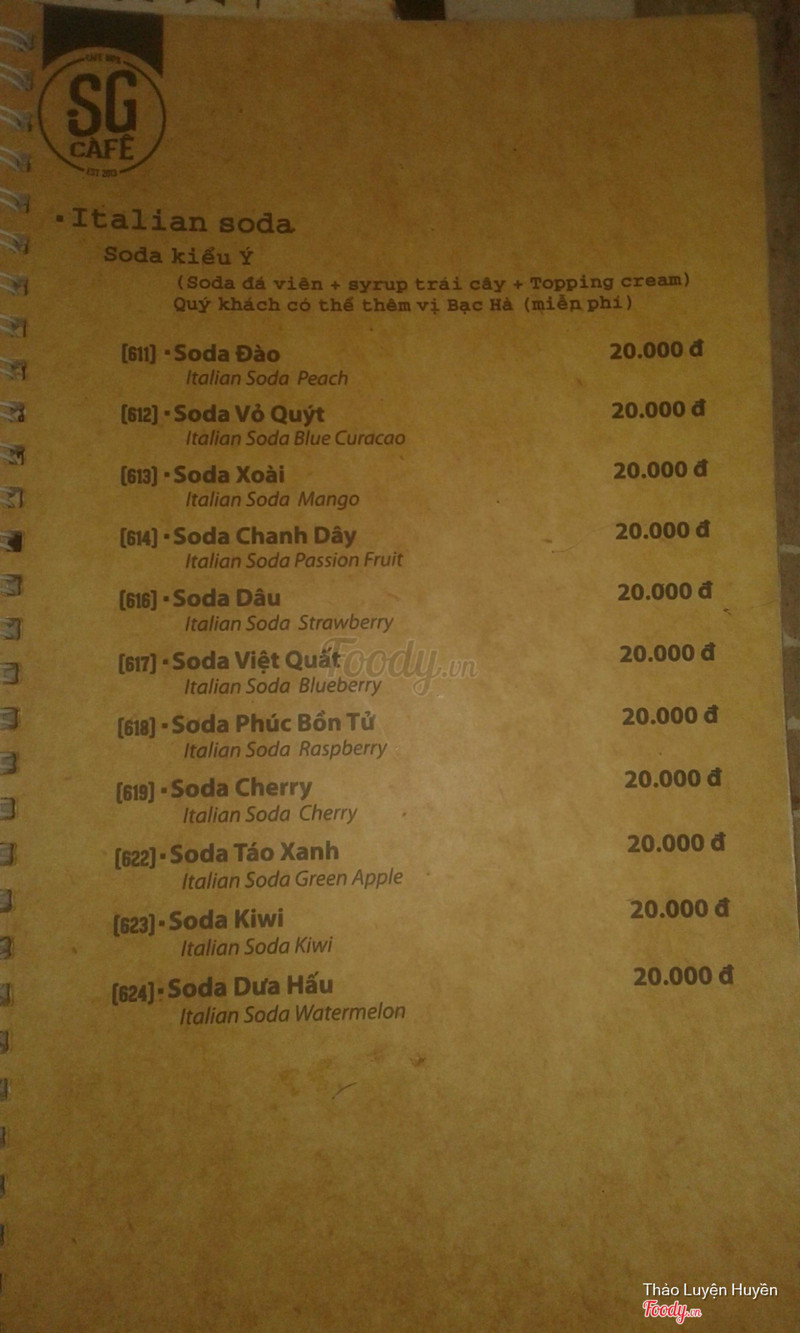 SG
CAFÉ
EST 2013
Italian soda
Soda kiểu Ý
(Soda đá viên + syrup trái cây + Topping cream)
Quý khách có thể thêm vị Bạc Hà (miễn phí)
[611] • Soda Đào 20.000 đ
Italian Soda Peach
[612] • Soda Vỏ Quýt 20.000 đ
Italian Soda Blue Curacao
[613] • Soda Xoài 20.000 đ
Italian Soda Mango
[614] • Soda Chanh Dây 20.000 đ
Italian Soda Passion Fruit
[616] • Soda Dâu 20.000 đ
Italian Soda Strawberry
[617] • Soda Việt Quất 20.000 đ
Italian Soda Blueberry
[618] • Soda Phúc Bồn Tử 20.000 đ
Italian Soda Raspberry
[619] • Soda Cherry 20.000 đ
Italian Soda Cherry
[622] • Soda Táo Xanh 20.000 đ
Italian Soda Green Apple
[623] • Soda Kiwi 20.000 đ
Italian Soda Kiwi
[624] • Soda Dưa Hấu 20.000 đ
Italian Soda Watermelon
Foody.vn
Thảo Luyện Huyền
Foody.vn